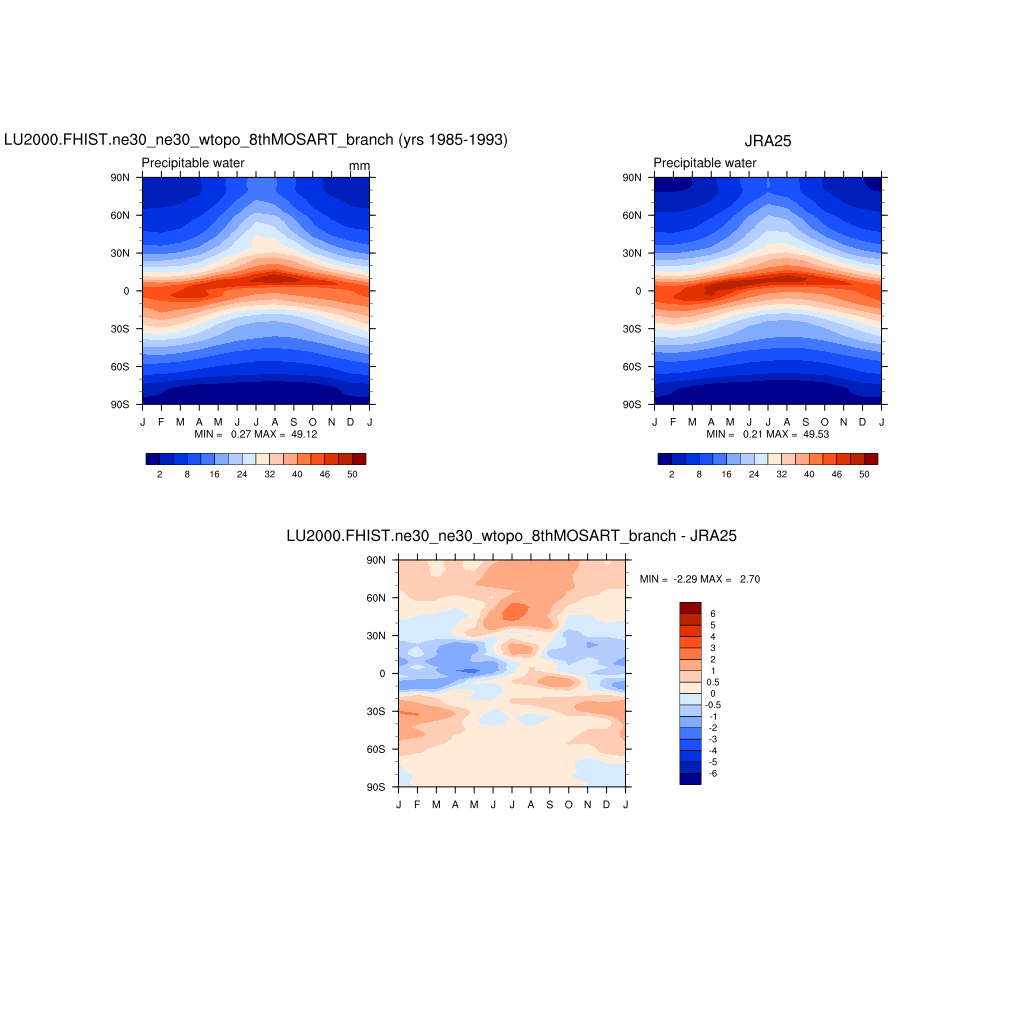 LU2000.FHIST.ne30_ne30_wtopo_8thMOSART_branch (yrs 1985-1993)
Precipitable water mm
90N
60N
30N
0
30S
60S
90S
J F M A M J J A S O N D J
MIN = 0.27 MAX = 49.12
2 8 16 24 32 40 46 50
JRA25
Precipitable water
90N
60N
30N
0
30S
60S
90S
J F M A M J J A S O N D J
MIN = 0.21 MAX = 49.53
2 8 16 24 32 40 46 50
LU2000.FHIST.ne30_ne30_wtopo_8thMOSART_branch - JRA25
90N
60N
30N
0
30S
60S
90S
J F M A M J J A S O N D J
MIN = -2.29 MAX = 2.70
6
5
4
3
2
1
0.5
0
-0.5
-1
-2
-3
-4
-5
-6